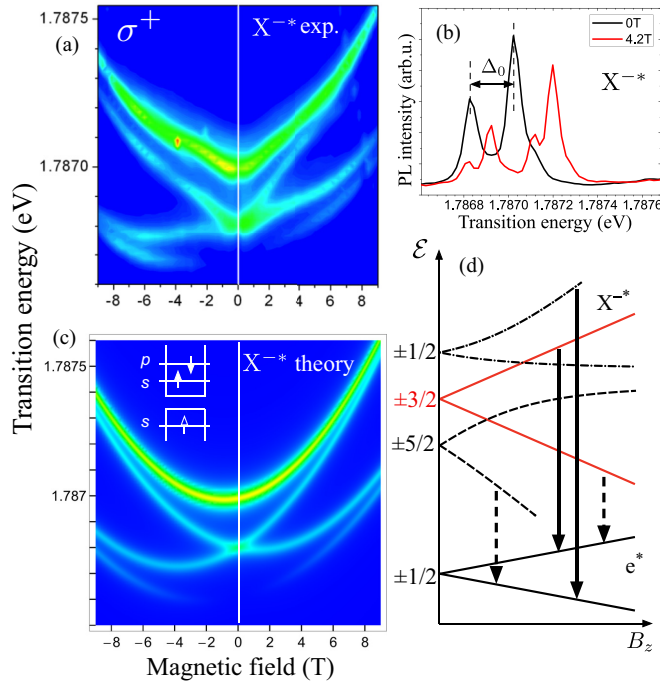 (a)
σ⁺
X⁻* exp.
1.7875
1.7870
-8 -6 -4 -2 0 2 4 6 8
(b)
0T
4.2T
Δ₀
X⁻*
PL intensity (arb.u.)
1.7868 1.7870 1.7872 1.7874 1.7876
Transition energy (eV)
Transition energy (eV)
(c)
p
s
s
X⁻* theory
1.7875
1.787
−8 −6 −4 −2 0 2 4 6 8
Magnetic field (T)
ℰ
(d)
X⁻*
±1/2
±3/2
±5/2
±1/2
e*
B_z